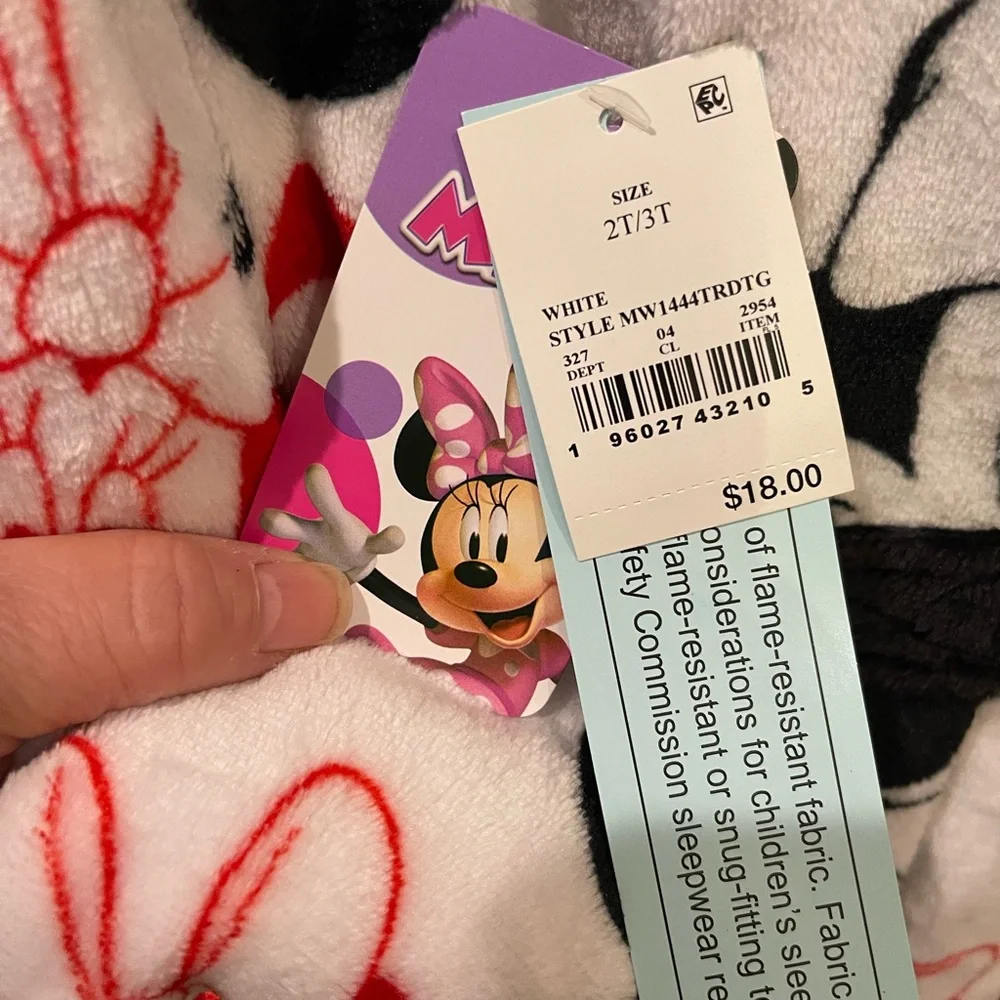 M
SIZE
2T/3T
WHITE
STYLE MW1444TRDTG
327 04 2954
DEPT CL ITEM
1 96027 43210 5
$18.00
of flame-resistant fabric. Fabric
onsiderations for children's slee
flame-resistant or snug-fitting t
fety Commission sleepwear re